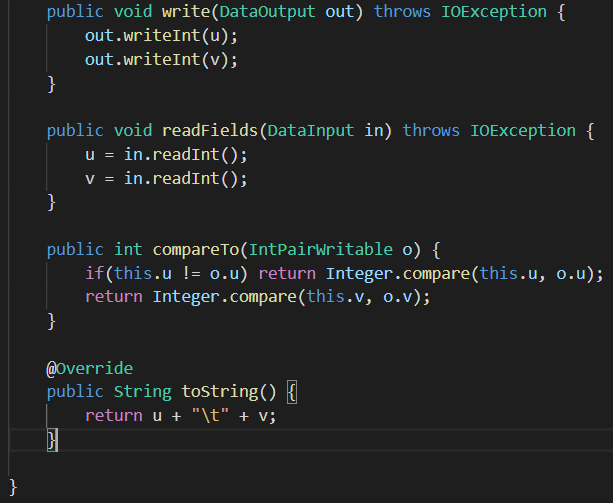 public void write(DataOutput out) throws IOException {
out.writeInt(u);
out.writeInt(v);
}
public void readFields(DataInput in) throws IOException {
u = in.readInt();
v = in.readInt();
}
public int compareTo(IntPairWritable o) {
if(this.u != o.u) return Integer.compare(this.u, o.u);
return Integer.compare(this.v, o.v);
}
@Override
public String toString() {
return u + "\t" + v;
}
}